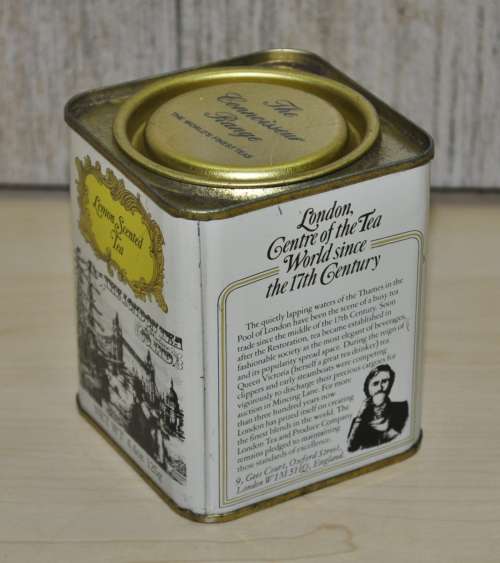 The
Connoisseur
Range
THE WORLD'S FINEST TEAS
Lemon Scented
Tea
London,
Centre of the Tea
World since
the 17th Century
The quietly lapping waters of the Thames in the
Pool of London have been the scene of a busy tea
trade since the middle of the 17th Century. Soon
after the Restoration, tea became established in
fashionable society as the most elegant of beverages,
and its popularity spread apace. During the reign of
Queen Victoria (herself a great tea drinker) tea
clippers and early steamboats were competing
vigorously to discharge their precious cargoes for
auction in Mincing Lane. For more
than three hundred years now
London has prized itself on creating
the finest blends in the world. The
London Tea and Produce Company
remains pledged to maintaining
these standards of excellence.
9, Gees Court, Oxford Street,
London W1M 5HQ, England